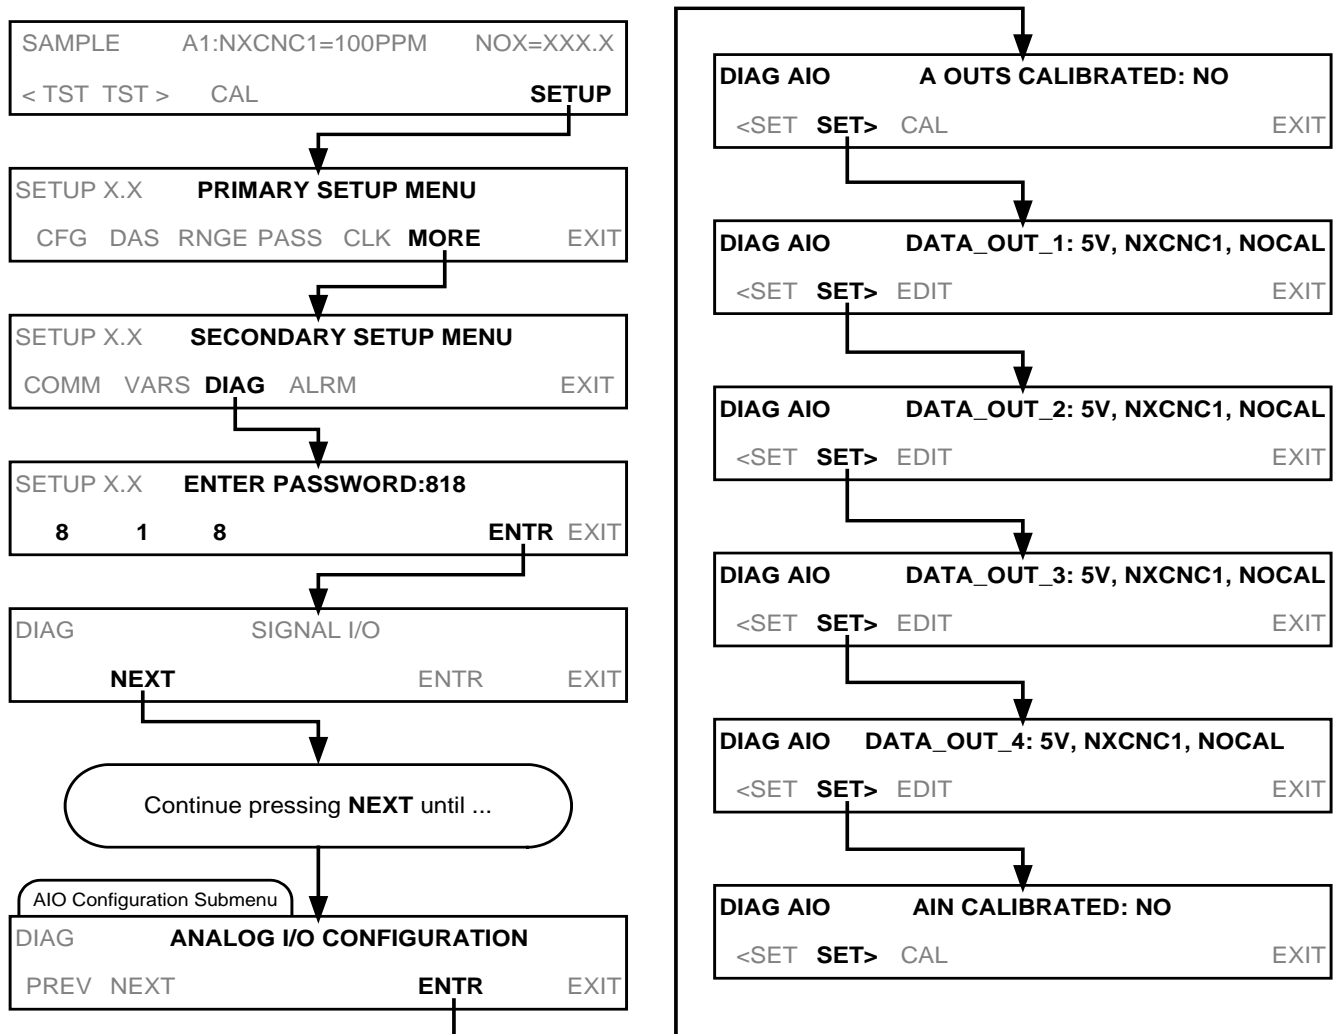 SAMPLE A1:NXCNC1=100PPM NOX=XXX.X
< TST TST > CAL SETUP
SETUP X.X PRIMARY SETUP MENU
CFG DAS RNGE PASS CLK MORE EXIT
SETUP X.X SECONDARY SETUP MENU
COMM VARS DIAG ALRM EXIT
SETUP X.X ENTER PASSWORD:818
8 1 8 ENTR EXIT
DIAG SIGNAL I/O
NEXT ENTR EXIT
Continue pressing NEXT until ...
AIO Configuration Submenu
DIAG ANALOG I/O CONFIGURATION
PREV NEXT ENTR EXIT
DIAG AIO A OUTS CALIBRATED: NO
<SET SET> CAL EXIT
DIAG AIO DATA_OUT_1: 5V, NXCNC1, NOCAL
<SET SET> EDIT EXIT
DIAG AIO DATA_OUT_2: 5V, NXCNC1, NOCAL
<SET SET> EDIT EXIT
DIAG AIO DATA_OUT_3: 5V, NXCNC1, NOCAL
<SET SET> EDIT EXIT
DIAG AIO DATA_OUT_4: 5V, NXCNC1, NOCAL
<SET SET> EDIT EXIT
DIAG AIO AIN CALIBRATED: NO
<SET SET> CAL EXIT